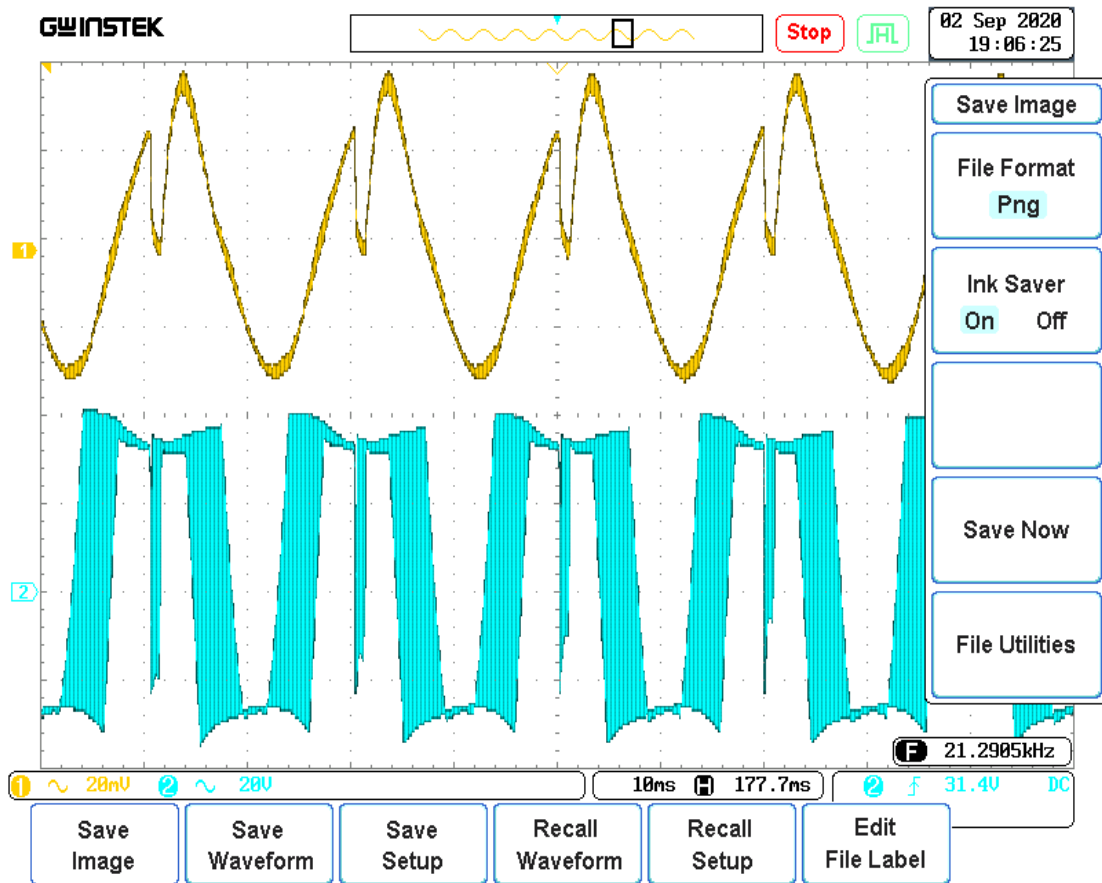 GWINSTEK
Stop
02 Sep 2020
19:06:25
Save Image
File Format
Png
Ink Saver
On Off
Save Now
File Utilities
1
2
F 21.2905kHz
1 20mV 2 20V
10ms H 177.7ms
2 31.4V DC
Save Image
Save Waveform
Save Setup
Recall Waveform
Recall Setup
Edit File Label